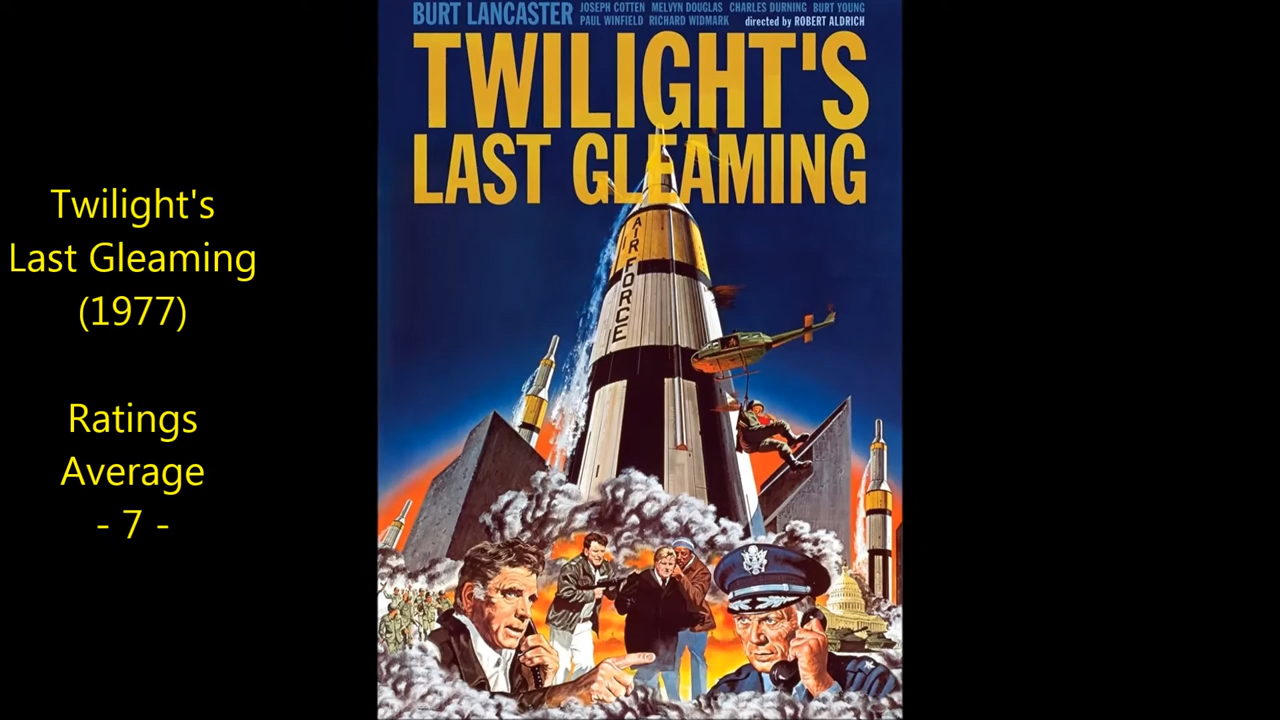 Twilight's
Last Gleaming
(1977)
Ratings
Average
- 7 -
BURT LANCASTER
JOSEPH COTTEN MELVYN DOUGLAS CHARLES DURNING BURT YOUNG
PAUL WINFIELD RICHARD WIDMARK directed by ROBERT ALDRICH
TWILIGHT'S
LAST GLEAMING
AIR FORCE